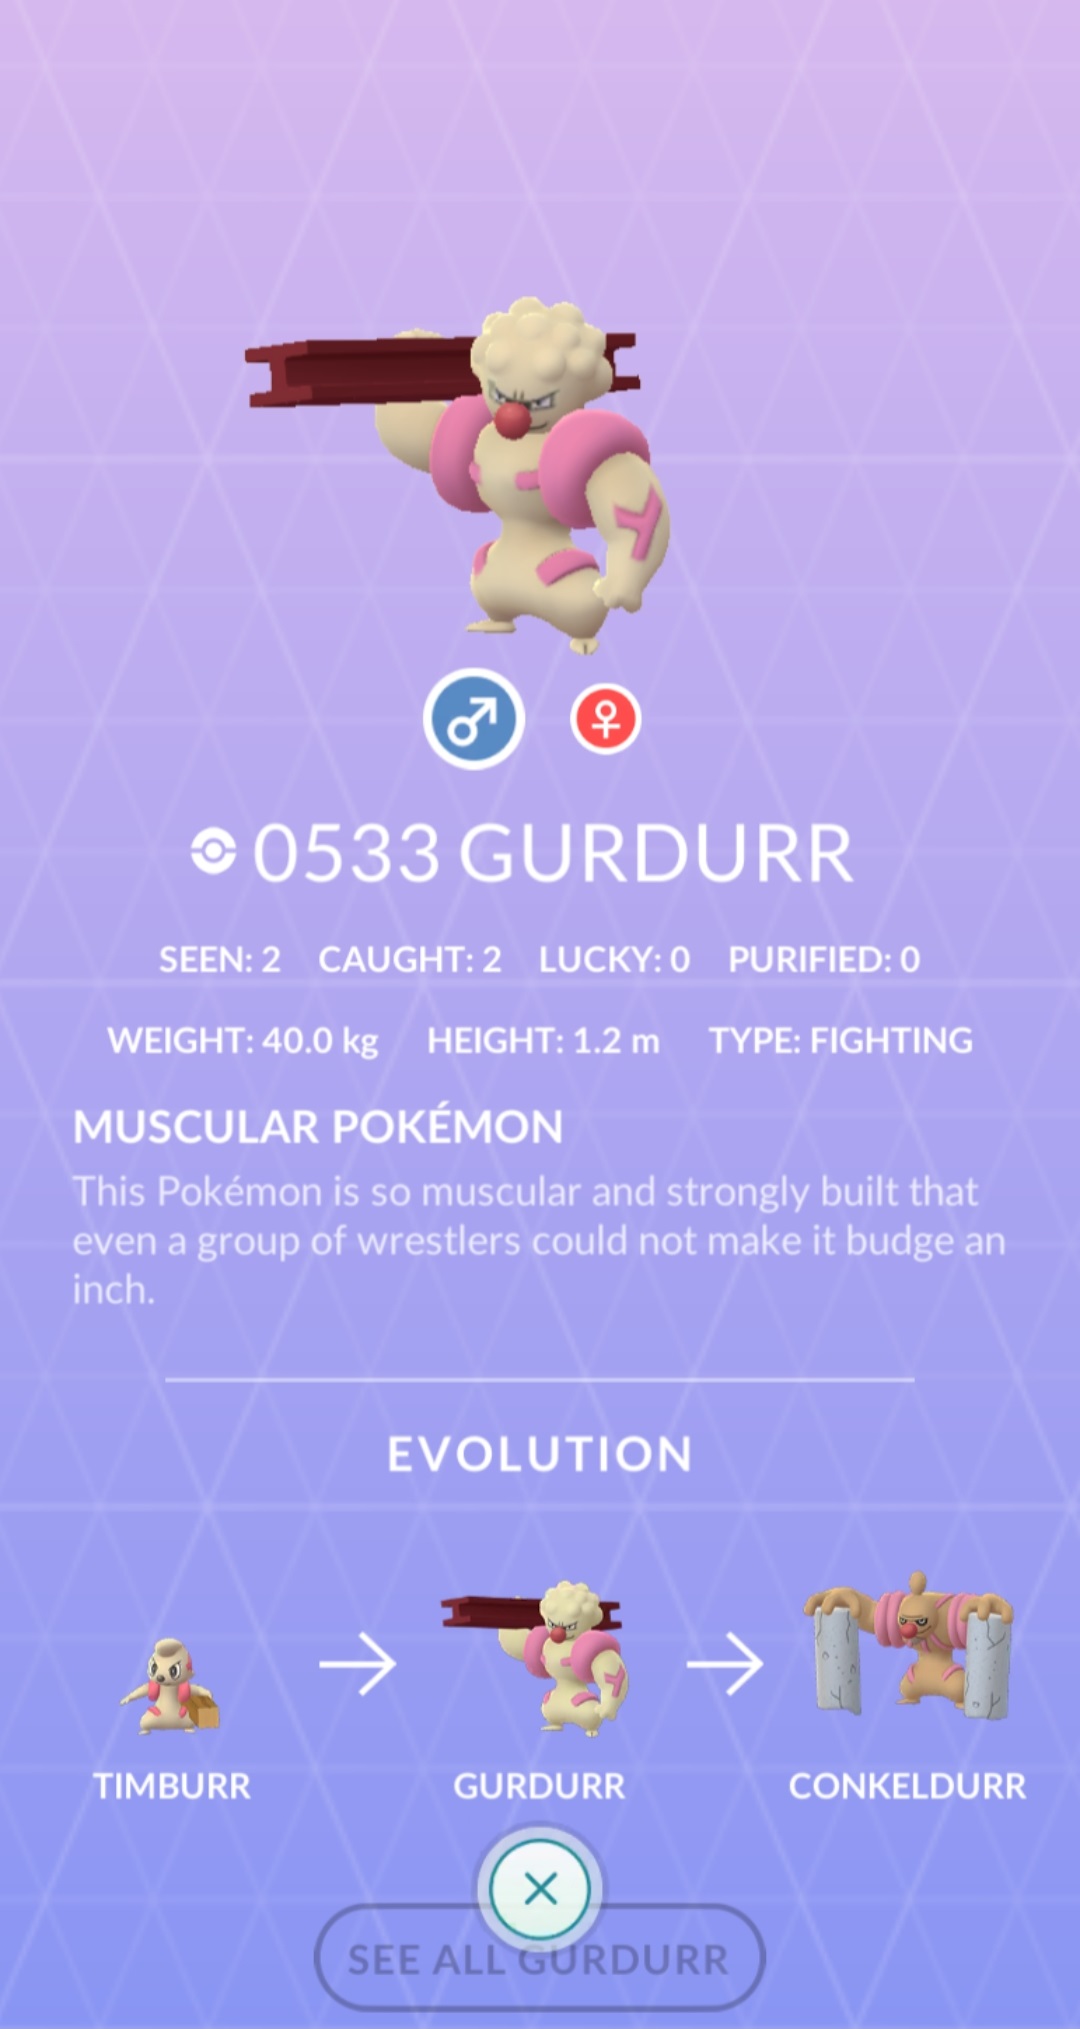 0533 GURDURR
SEEN: 2 CAUGHT: 2 LUCKY: 0 PURIFIED: 0
WEIGHT: 40.0 kg HEIGHT: 1.2 m TYPE: FIGHTING
MUSCULAR POKÉMON
This Pokémon is so muscular and strongly built that
even a group of wrestlers could not make it budge an
inch.
EVOLUTION
TIMBURR GURDURR CONKELDURR
SEE ALL GURDURR